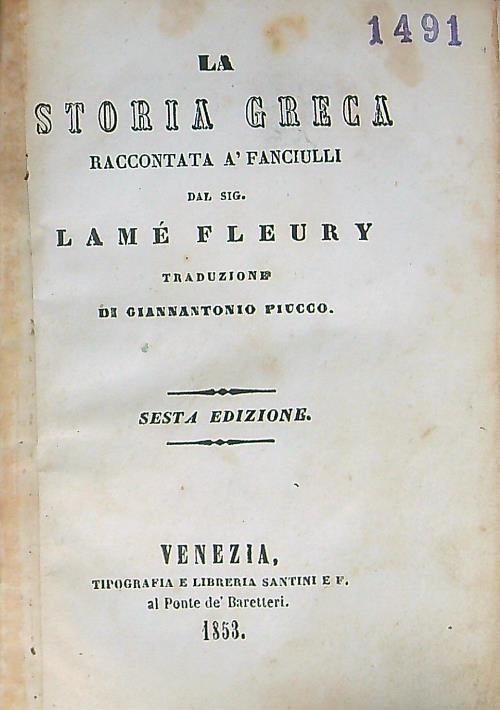 1491
LA
STORIA GRECA
RACCONTATA A' FANCIULLI
DAL SIG.
LAMÉ FLEURY
TRADUZIONE
DI GIANNANTONIO PIUCCO.
SESTA EDIZIONE.
VENEZIA,
TIPOGRAFIA E LIBRERIA SANTINI E F.
al Ponte de' Baretteri.
1853.